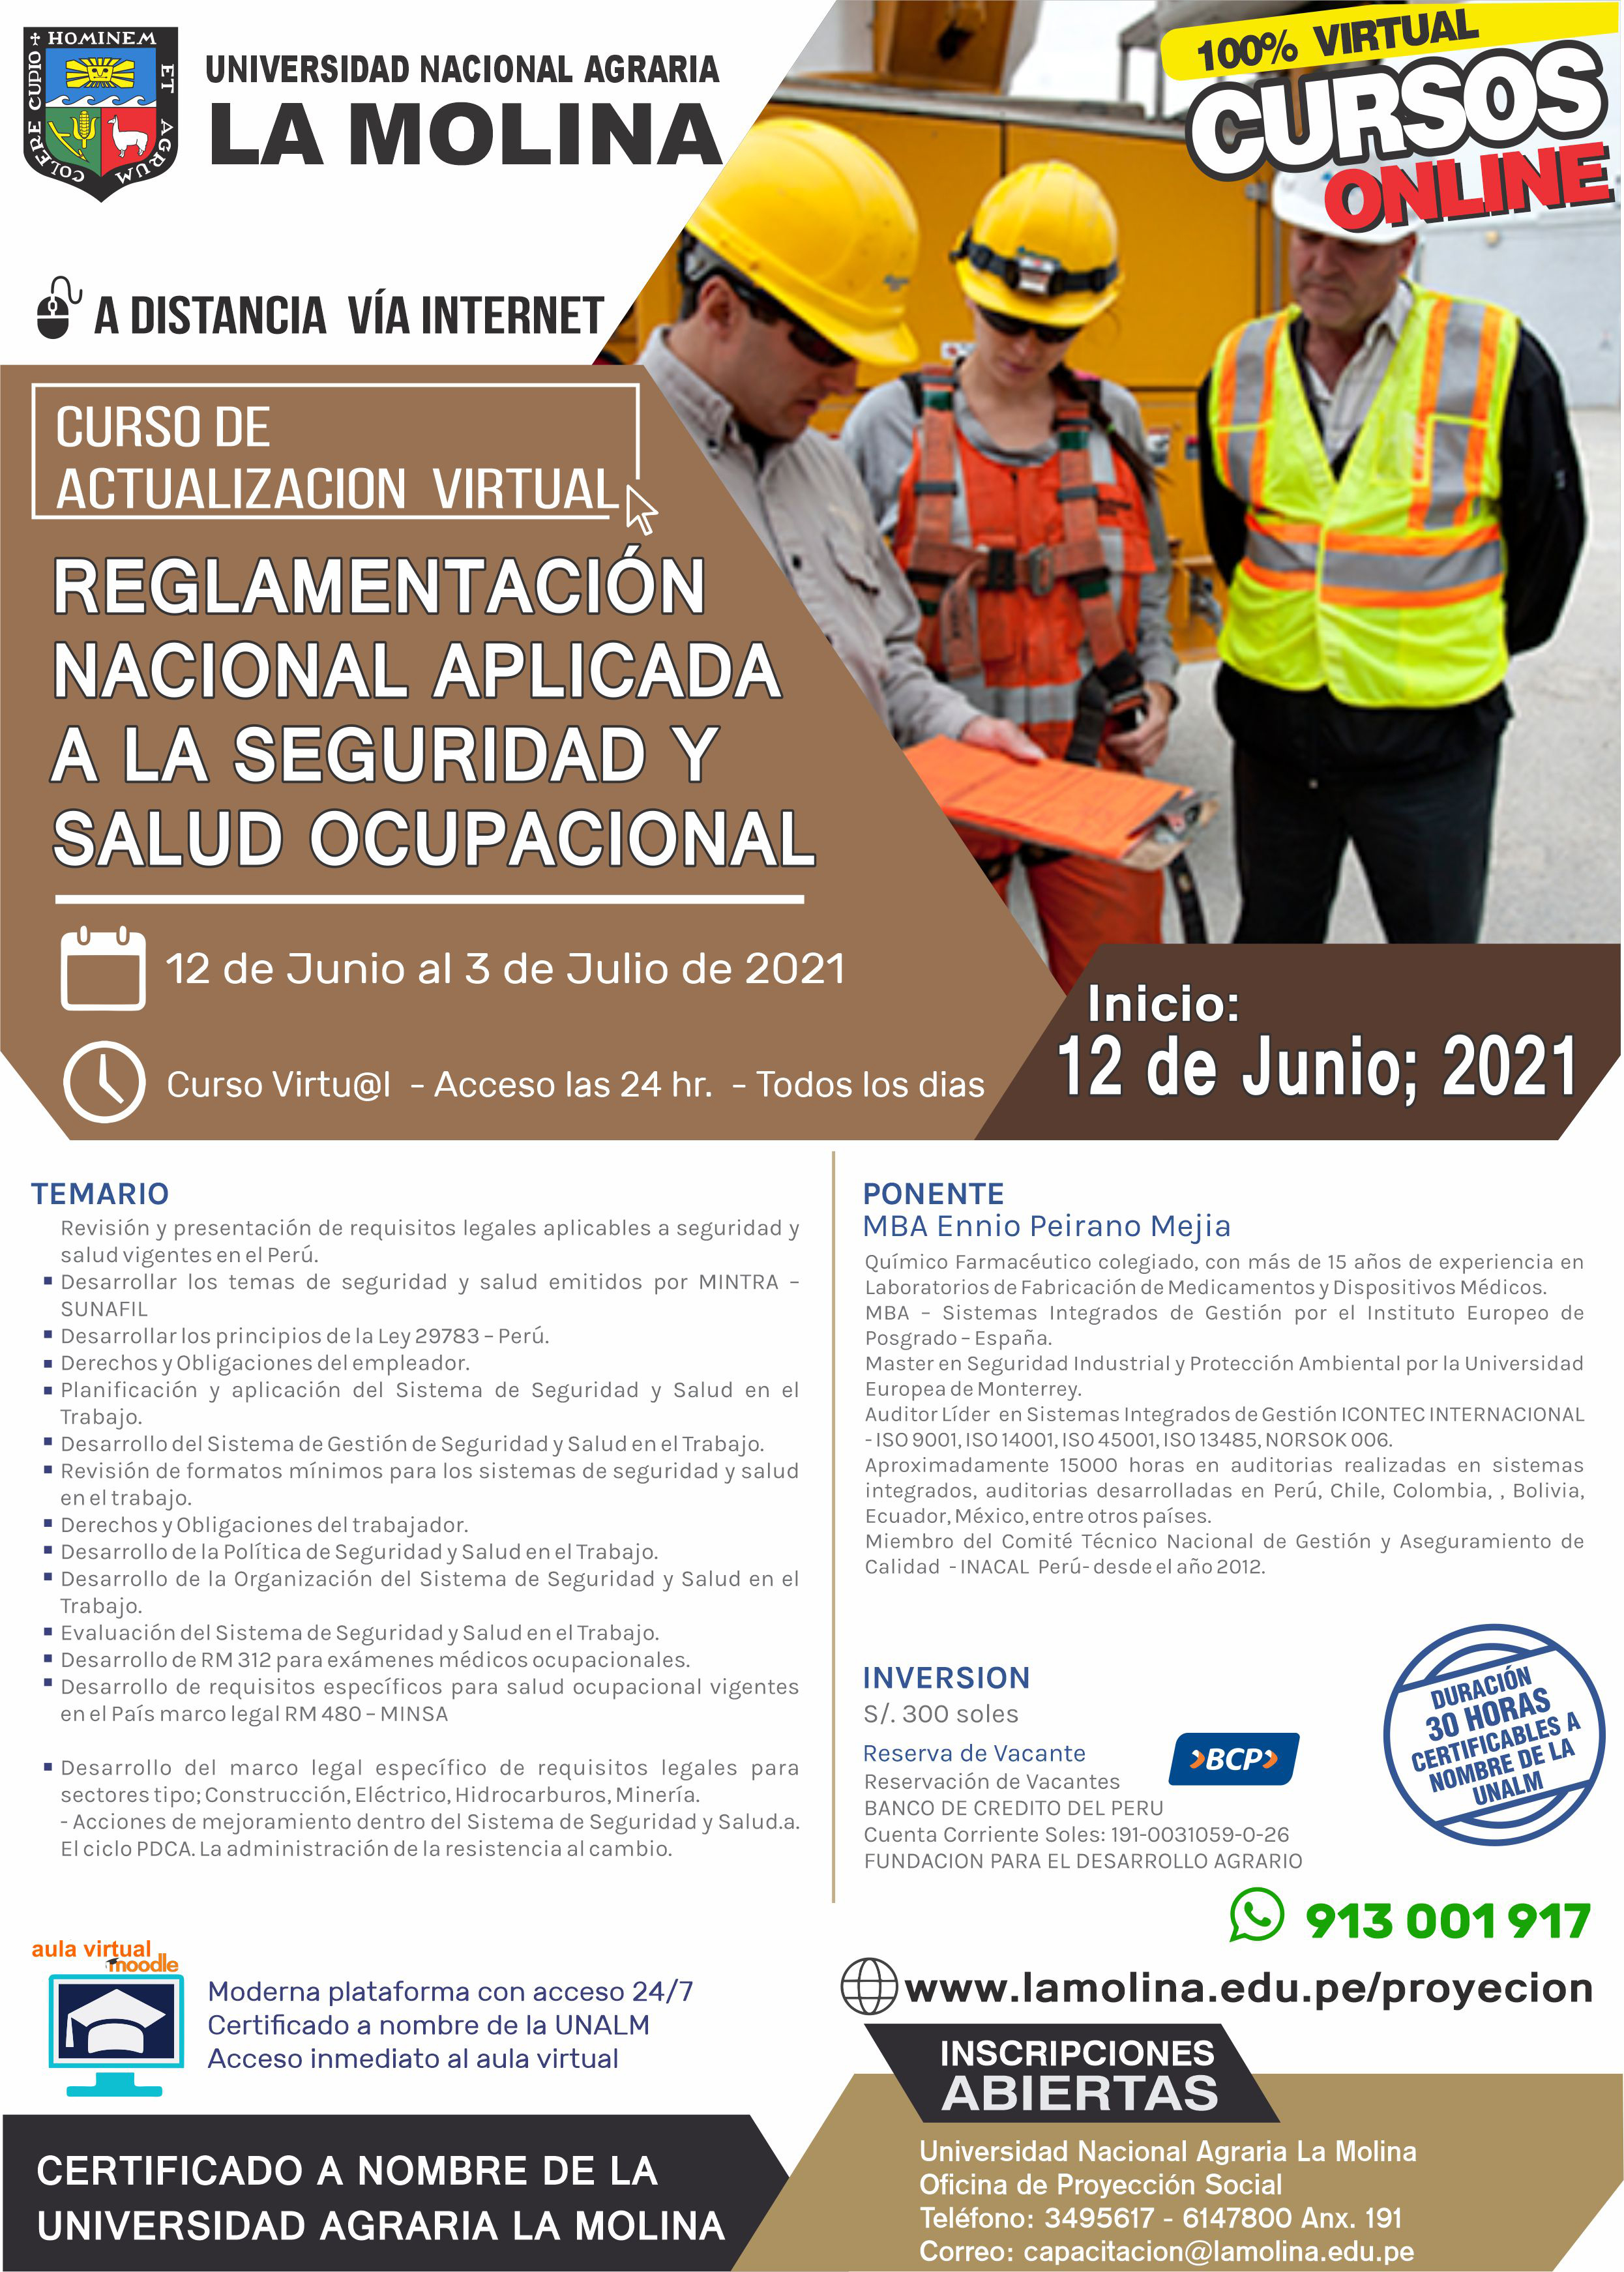 COLERE CUPIO † HOMINEM ET AGRUM
UNIVERSIDAD NACIONAL AGRARIA
LA MOLINA
100% VIRTUAL
CURSOS
ONLINE
A DISTANCIA VÍA INTERNET
CURSO DE
ACTUALIZACION VIRTUAL
REGLAMENTACIÓN
NACIONAL APLICADA
A LA SEGURIDAD Y
SALUD OCUPACIONAL
12 de Junio al 3 de Julio de 2021
Curso Virtu@l - Acceso las 24 hr. - Todos los dias
Inicio:
12 de Junio; 2021
TEMARIO
Revisión y presentación de requisitos legales aplicables a seguridad y
salud vigentes en el Perú.
▪ Desarrollar los temas de seguridad y salud emitidos por MINTRA –
SUNAFIL
▪ Desarrollar los principios de la Ley 29783 – Perú.
▪ Derechos y Obligaciones del empleador.
▪ Planificación y aplicación del Sistema de Seguridad y Salud en el
Trabajo.
▪ Desarrollo del Sistema de Gestión de Seguridad y Salud en el Trabajo.
▪ Revisión de formatos mínimos para los sistemas de seguridad y salud
en el trabajo.
▪ Derechos y Obligaciones del trabajador.
▪ Desarrollo de la Política de Seguridad y Salud en el Trabajo.
▪ Desarrollo de la Organización del Sistema de Seguridad y Salud en el
Trabajo.
▪ Evaluación del Sistema de Seguridad y Salud en el Trabajo.
▪ Desarrollo de RM 312 para exámenes médicos ocupacionales.
▪ Desarrollo de requisitos específicos para salud ocupacional vigentes
en el País marco legal RM 480 – MINSA
▪ Desarrollo del marco legal específico de requisitos legales para
sectores tipo; Construcción, Eléctrico, Hidrocarburos, Minería.
- Acciones de mejoramiento dentro del Sistema de Seguridad y Salud.a.
El ciclo PDCA. La administración de la resistencia al cambio.
PONENTE
MBA Ennio Peirano Mejia
Químico Farmacéutico colegiado, con más de 15 años de experiencia en
Laboratorios de Fabricación de Medicamentos y Dispositivos Médicos.
MBA – Sistemas Integrados de Gestión por el Instituto Europeo de
Posgrado – España.
Master en Seguridad Industrial y Protección Ambiental por la Universidad
Europea de Monterrey.
Auditor Líder en Sistemas Integrados de Gestión ICONTEC INTERNACIONAL
- ISO 9001, ISO 14001, ISO 45001, ISO 13485, NORSOK 006.
Aproximadamente 15000 horas en auditorias realizadas en sistemas
integrados, auditorias desarrolladas en Perú, Chile, Colombia, , Bolivia,
Ecuador, México, entre otros países.
Miembro del Comité Técnico Nacional de Gestión y Aseguramiento de
Calidad - INACAL Perú- desde el año 2012.
INVERSION
S/. 300 soles
Reserva de Vacante
Reservación de Vacantes
BANCO DE CREDITO DEL PERU
Cuenta Corriente Soles: 191-0031059-0-26
FUNDACION PARA EL DESARROLLO AGRARIO
BCP
DURACIÓN
30 HORAS
CERTIFICABLES A
NOMBRE DE LA
UNALM
913 001 917
www.lamolina.edu.pe/proyecion
aula virtual
moodle
Moderna plataforma con acceso 24/7
Certificado a nombre de la UNALM
Acceso inmediato al aula virtual
CERTIFICADO A NOMBRE DE LA
UNIVERSIDAD AGRARIA LA MOLINA
INSCRIPCIONES
ABIERTAS
Universidad Nacional Agraria La Molina
Oficina de Proyección Social
Teléfono: 3495617 - 6147800 Anx. 191
Correo: capacitacion@lamolina.edu.pe